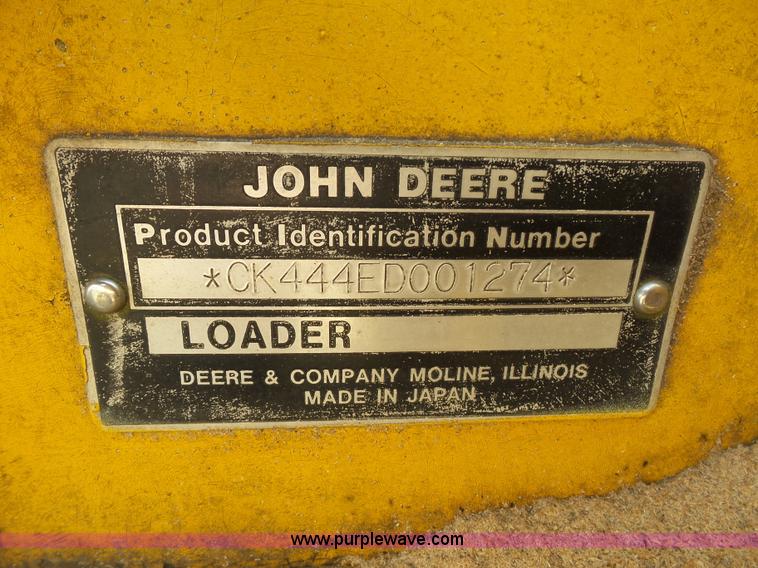 JOHN DEERE
Product Identification Number
*CK444ED001274*
LOADER
DEERE & COMPANY MOLINE, ILLINOIS
MADE IN JAPAN
www.purplewave.com